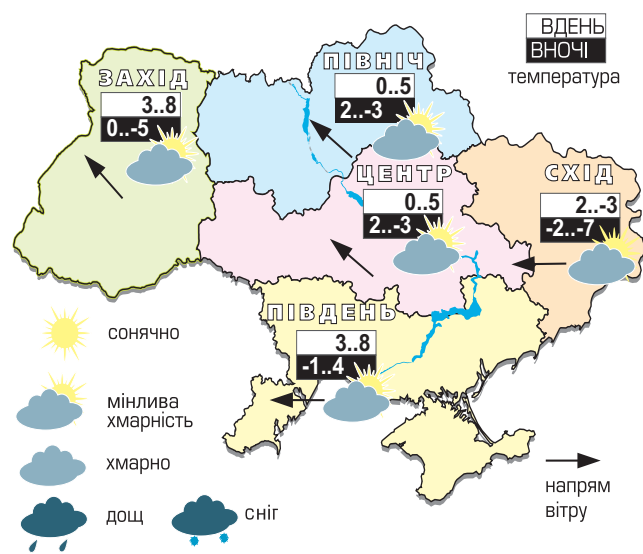 ВДЕНЬ
ВНОЧІ
температура
ПІВНІЧ
0..5
2..-3
ЗАХІД
3..8
0..-5
ЦЕНТР
0..5
2..-3
СХІД
2..-3
-2..-7
ПІВДЕНЬ
3..8
-1..4
сонячно
мінлива
хмарність
хмарно
дощ
сніг
напрям
вітру